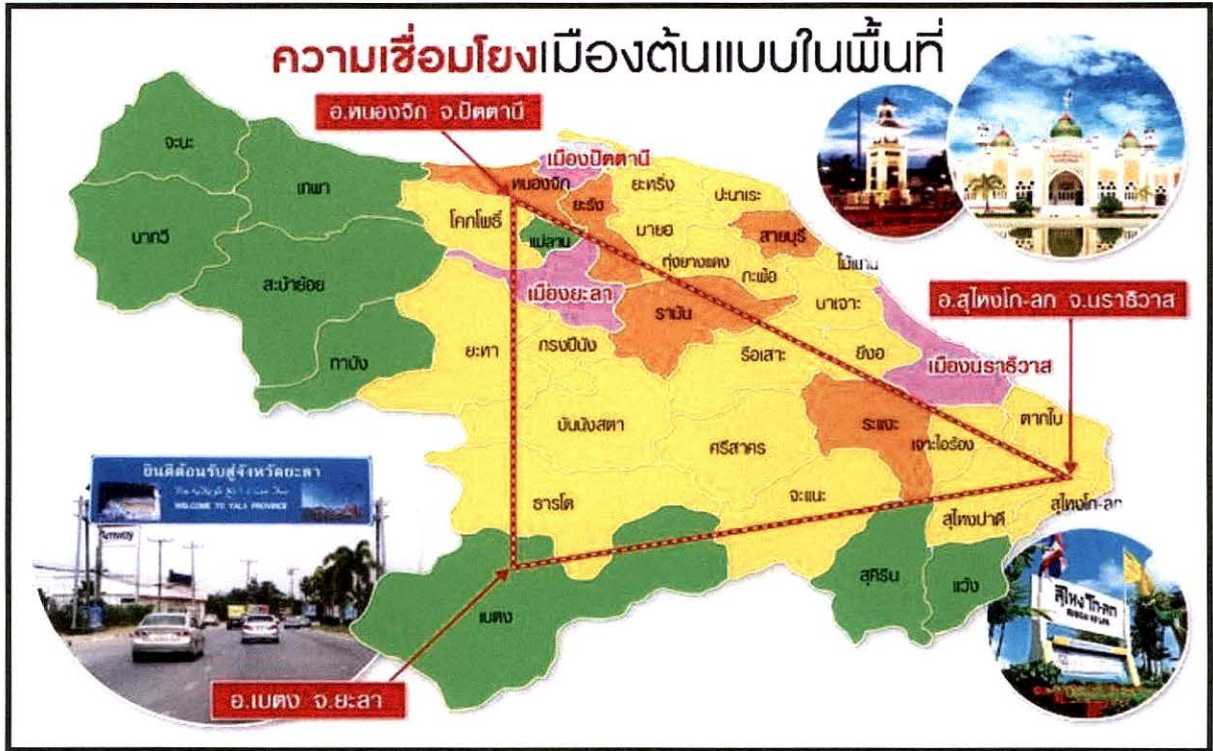 ความเชื่อมโยงเมืองต้นแบบในพื้นที่
อ.หนองจิก จ.ปัตตานี
จะนะ
เทพา
นาทวี
สะบ้าย้อย
กาบัง
เมืองปัตตานี
หนองจิก
ยะหริ่ง
ปะนาเระ
โคกโพธิ์
ยะรัง
มายอ
สายบุรี
แม่ลาน
ทุ่งยางแดง
กะพ้อ
ไม้แก่น
เมืองยะลา
รามัน
บาเจาะ
อ.สุไหงโก-ลก จ.นราธิวาส
ยะหา
กรงปินัง
รือเสาะ
ยี่งอ
เมืองนราธิวาส
บันนังสตา
ศรีสาคร
ระแงะ
เจาะไอร้อง
ตากใบ
ธารโต
จะแนะ
สุไหงปาดี
สุไหงโก-ลก
เบตง
สุคิริน
แว้ง
อ.เบตง จ.ยะลา
ยินดีต้อนรับสู่จังหวัดยะลา
WELCOME TO YALA PROVINCE
Amway
สุไหงโก-ลก